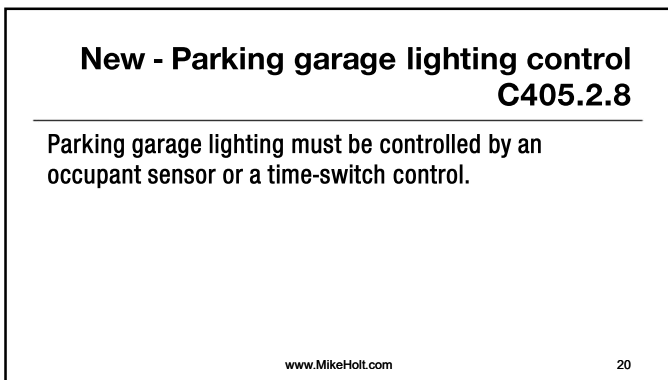 New - Parking garage lighting control
C405.2.8
Parking garage lighting must be controlled by an
occupant sensor or a time-switch control.
www.MikeHolt.com 20